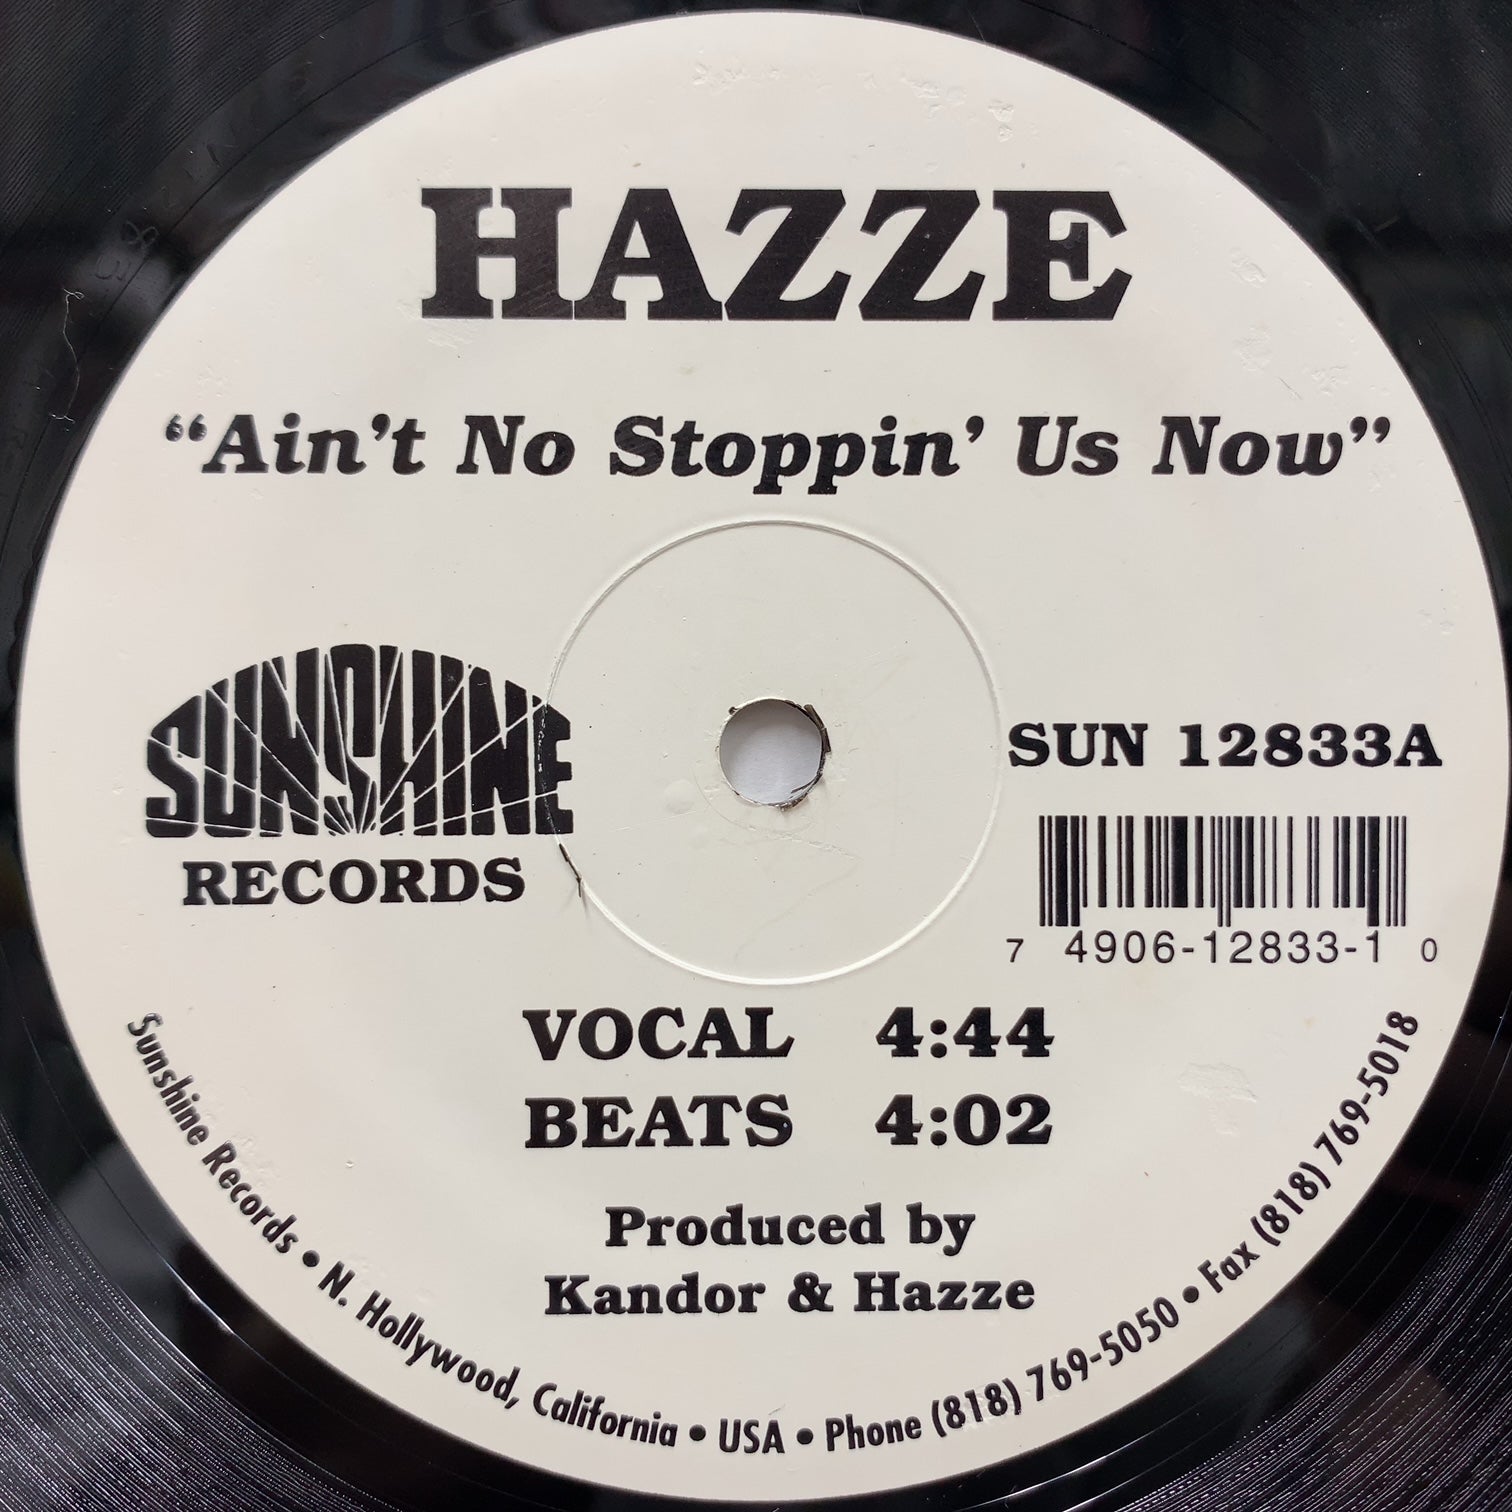 HAZZE
“Ain't No Stoppin' Us Now”
SUNSHINE
RECORDS
SUN 12833A
7 4906-12833-1 0
VOCAL 4:44
BEATS 4:02
Produced by
Kandor & Hazze
Sunshine Records • N. Hollywood, California • USA • Phone (818) 769-5050 • Fax (818) 769-5018